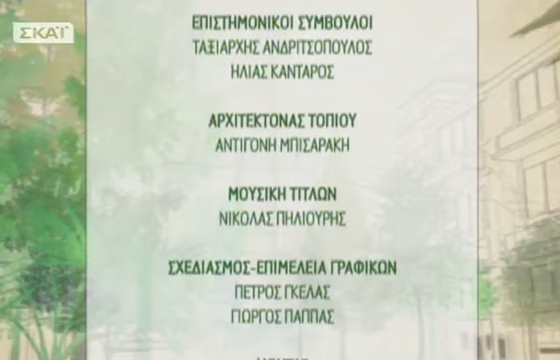 ΣΚΑΪ
ΕΠΙΣΤΗΜΟΝΙΚΟΙ ΣΥΜΒΟΥΛΟΙ
ΤΑΞΙΑΡΧΗΣ ΑΝΔΡΙΤΣΟΠΟΥΛΟΣ
ΗΛΙΑΣ ΚΑΝΤΑΡΟΣ
ΑΡΧΙΤΕΚΤΟΝΑΣ ΤΟΠΙΟΥ
ΑΝΤΙΓΟΝΗ ΜΠΙΣΑΡΑΚΗ
ΜΟΥΣΙΚΗ ΤΙΤΛΩΝ
ΝΙΚΟΛΑΣ ΠΗΛΙΟΥΡΗΣ
ΣΧΕΔΙΑΣΜΟΣ-ΕΠΙΜΕΛΕΙΑ ΓΡΑΦΙΚΩΝ
ΠΕΤΡΟΣ ΓΚΕΛΑΣ
ΓΙΩΡΓΟΣ ΠΑΠΠΑΣ